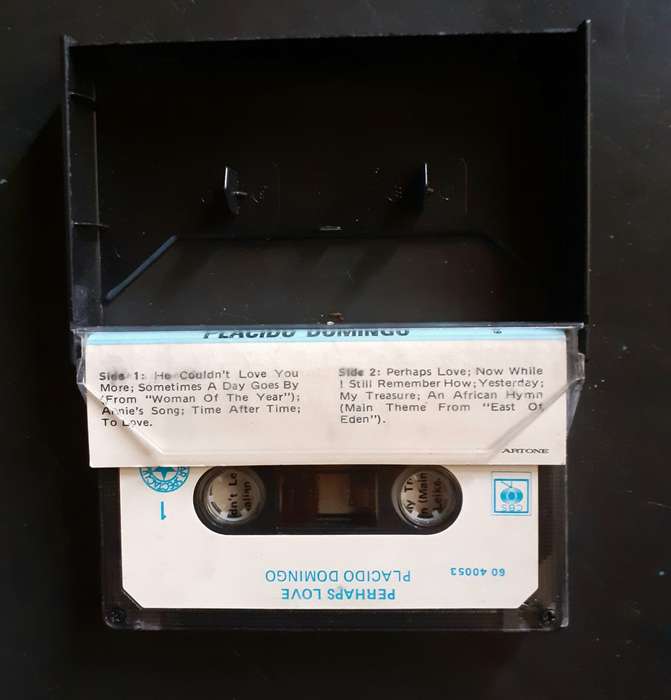 PLACIDO DOMINGO
Side 1: He Couldn't Love You
More; Sometimes A Day Goes By
(From "Woman Of The Year");
Annie's Song; Time After Time;
To Love.
Side 2: Perhaps Love; Now While
I Still Remember How; Yesterday;
My Treasure; An African Hymn
(Main Theme From "East Of
Eden").
ARTONE
1
CBS
60 40053
PLACIDO DOMINGO
PERHAPS LOVE